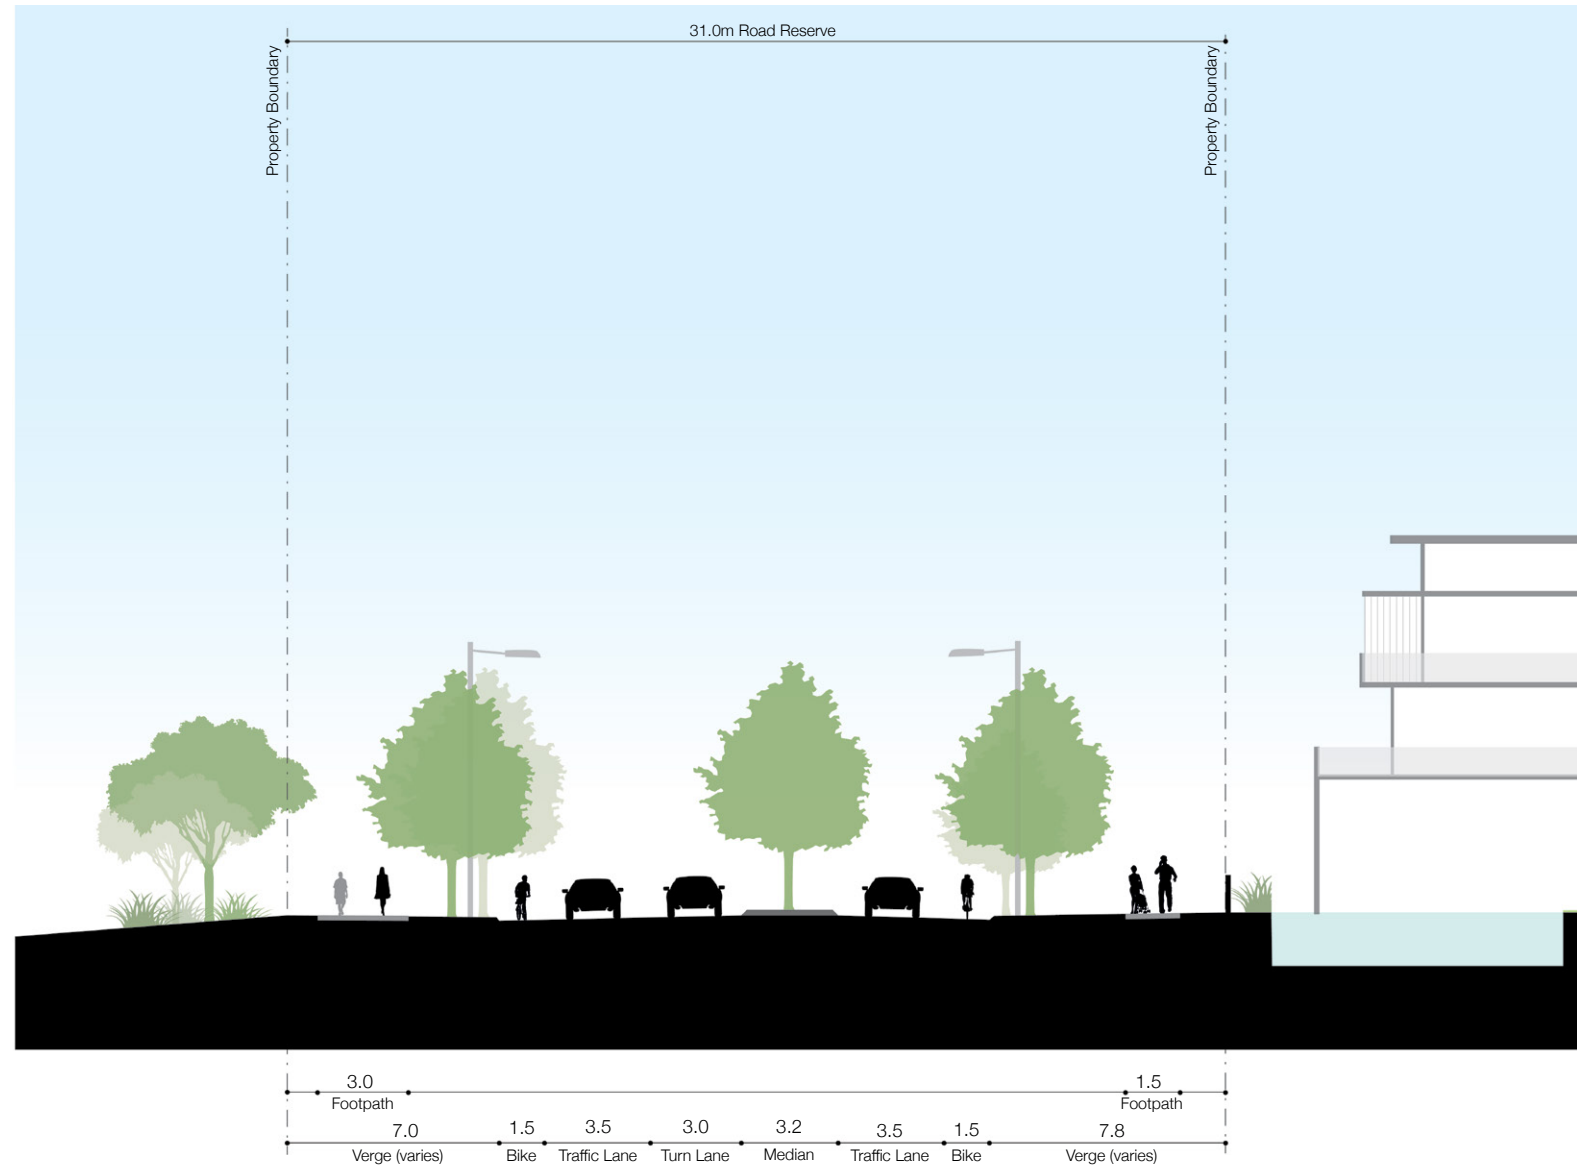 31.0m Road Reserve
Property Boundary
Property Boundary
3.0
Footpath
1.5
Footpath
7.0
Verge (varies)
1.5
Bike
3.5
Traffic Lane
3.0
Turn Lane
3.2
Median
3.5
Traffic Lane
1.5
Bike
7.8
Verge (varies)